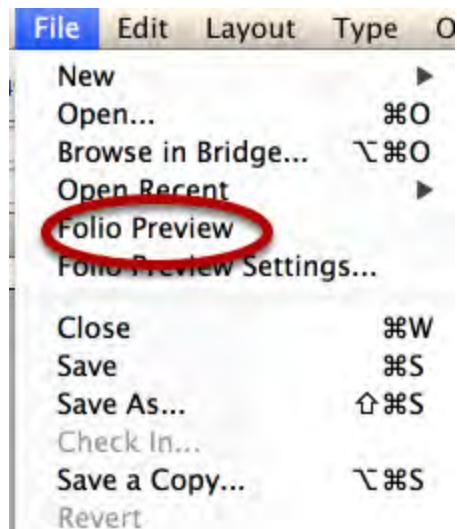 File Edit Layout Type
New ▶
Open... ⌘O
Browse in Bridge... ⌥⌘O
Open Recent ▶
Folio Preview
Folio Preview Settings...
Close ⌘W
Save ⌘S
Save As... ⇧⌘S
Check In...
Save a Copy... ⌥⌘S
Revert